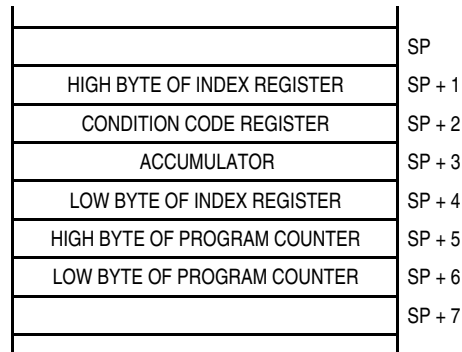 SP
HIGH BYTE OF INDEX REGISTER SP + 1
CONDITION CODE REGISTER SP + 2
ACCUMULATOR SP + 3
LOW BYTE OF INDEX REGISTER SP + 4
HIGH BYTE OF PROGRAM COUNTER SP + 5
LOW BYTE OF PROGRAM COUNTER SP + 6
SP + 7